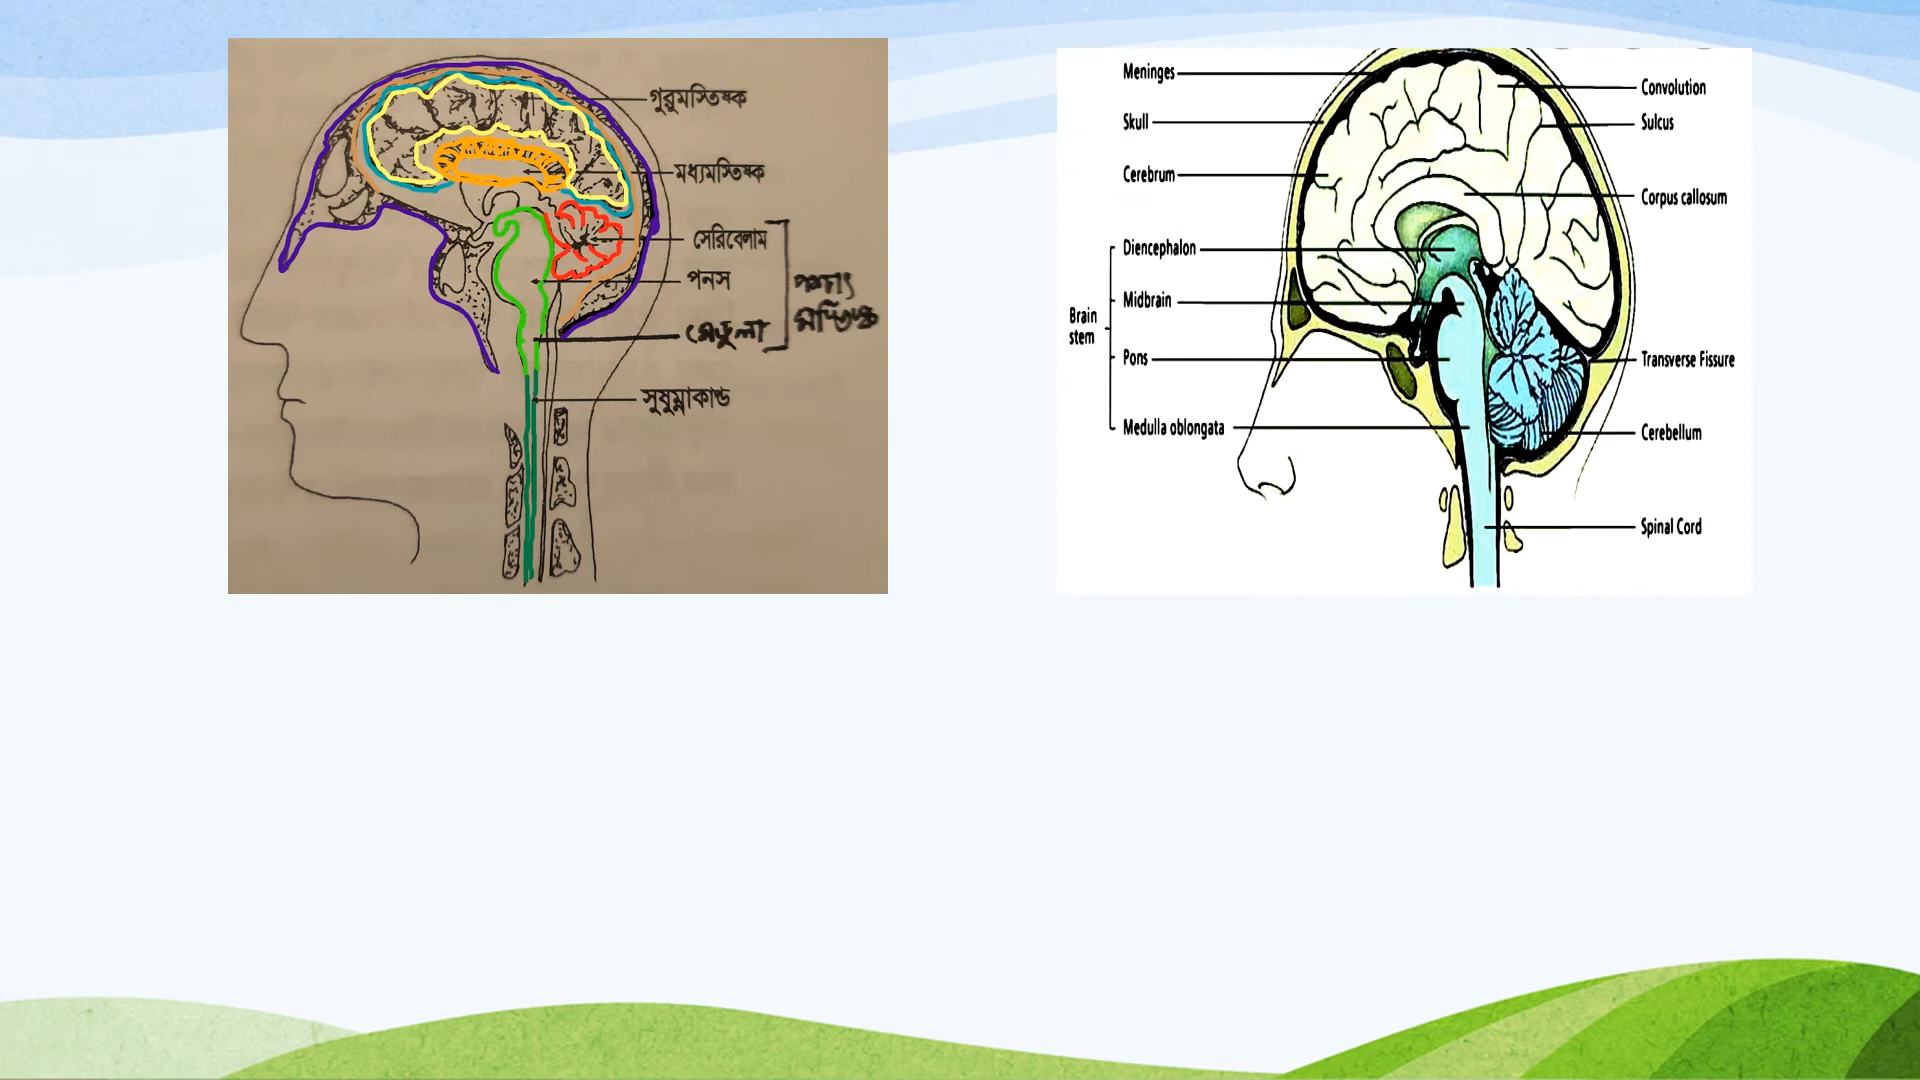 গুরুমস্তিষ্ক
মধ্যমস্তিষ্ক
সেরিবেলাম
পনস
মেডুলা
পশ্চাৎ
মস্তিষ্ক
সুষুম্নাকান্ড
Meninges
Skull
Cerebrum
Diencephalon
Midbrain
Brain
stem
Pons
Medulla oblongata
Convolution
Sulcus
Corpus callosum
Transverse Fissure
Cerebellum
Spinal Cord